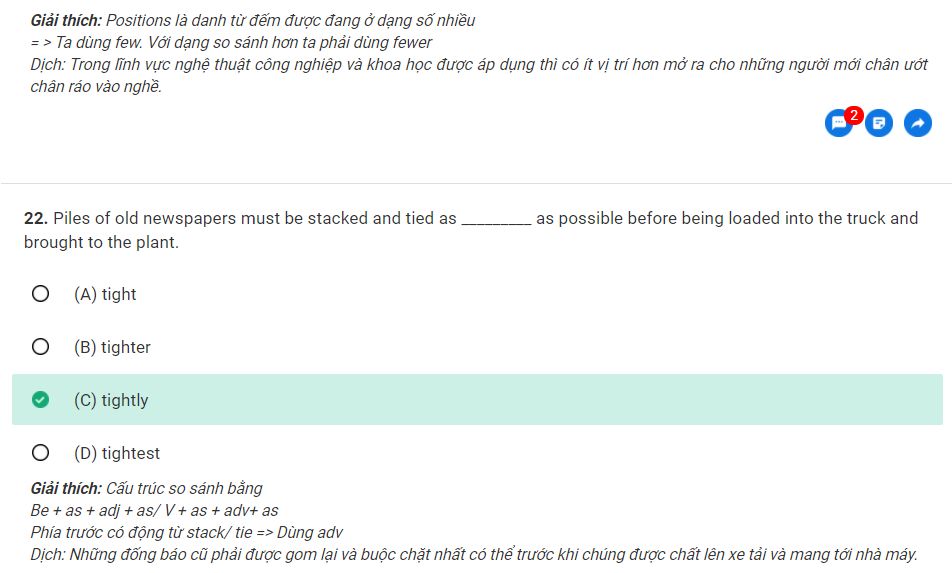 Giải thích: Positions là danh từ đếm được đang ở dạng số nhiều
= > Ta dùng few. Với dạng so sánh hơn ta phải dùng fewer
Dịch: Trong lĩnh vực nghệ thuật công nghiệp và khoa học được áp dụng thì có ít vị trí hơn mở ra cho những người mới chân ướt
chân ráo vào nghề.
2
22. Piles of old newspapers must be stacked and tied as _________ as possible before being loaded into the truck and
brought to the plant.
(A) tight
(B) tighter
(C) tightly
(D) tightest
Giải thích: Cấu trúc so sánh bằng
Be + as + adj + as/ V + as + adv+ as
Phía trước có động từ stack/ tie => Dùng adv
Dịch: Những đống báo cũ phải được gom lại và buộc chặt nhất có thể trước khi chúng được chất lên xe tải và mang tới nhà máy.